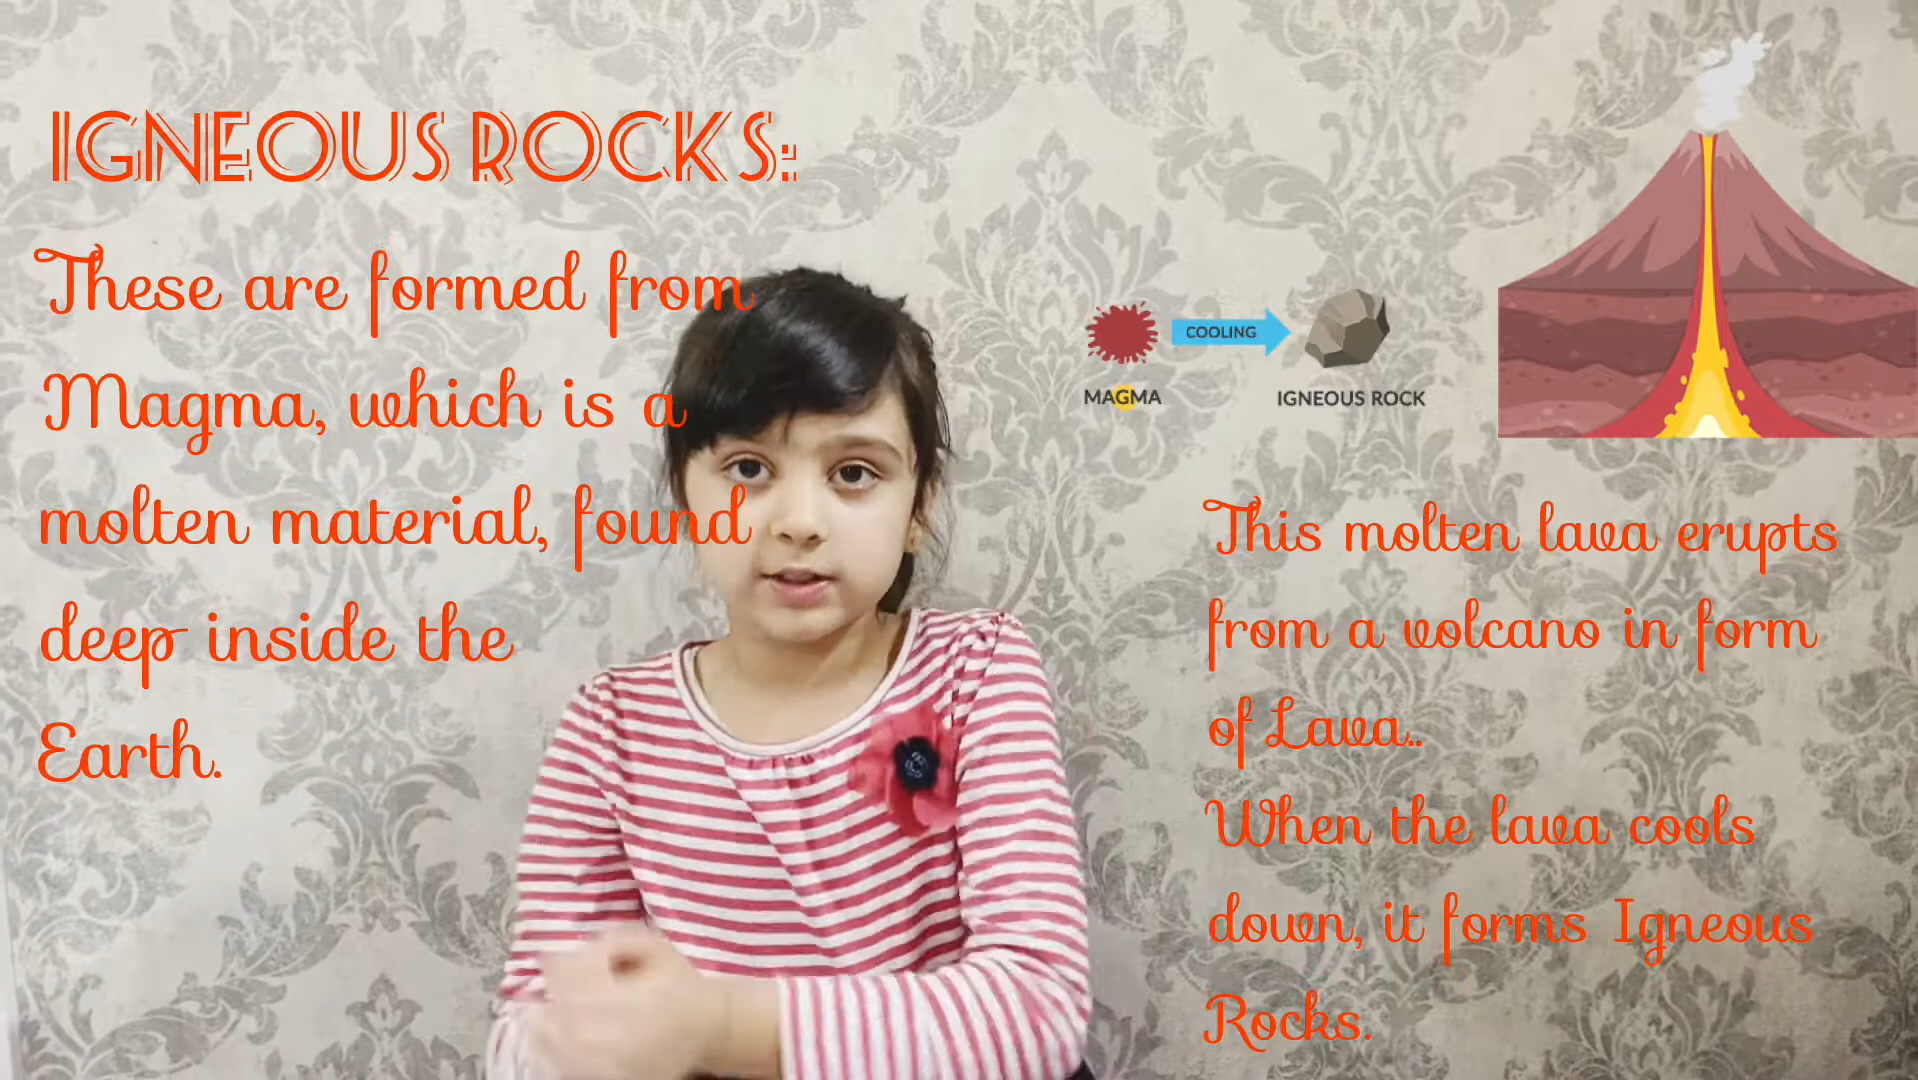 IGNEOUS ROCKS:
These are formed from
Magma, which is a
molten material, found
deep inside the
Earth.
COOLING
MAGMA
IGNEOUS ROCK
This molten lava erupts
from a volcano in form
of Lava..
When the lava cools
down, it forms Igneous
Rocks.